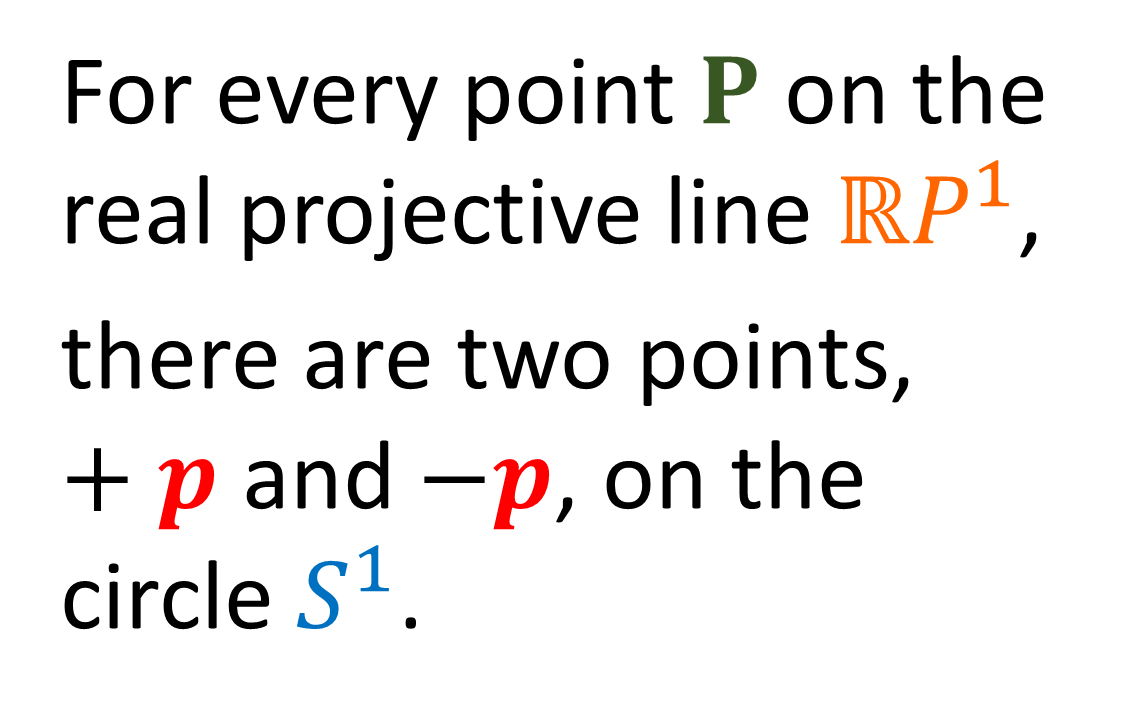 For every point 𝐏 on the
real projective line ℝ𝑃¹,
there are two points,
+ 𝒑 and −𝒑, on the
circle 𝑆¹.